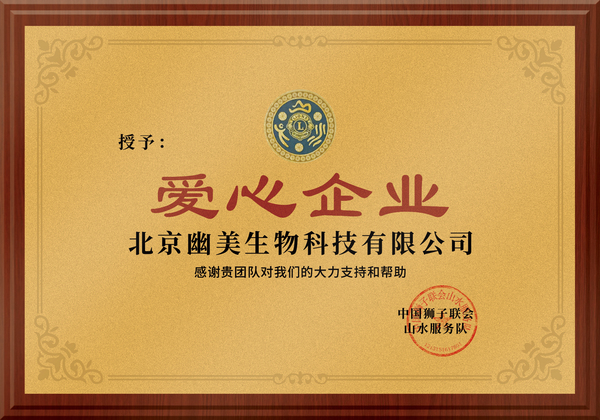 授予：
L
爱心企业
北京幽美生物科技有限公司
感谢贵团队对我们的大力支持和帮助
中国狮子联会
山水服务队